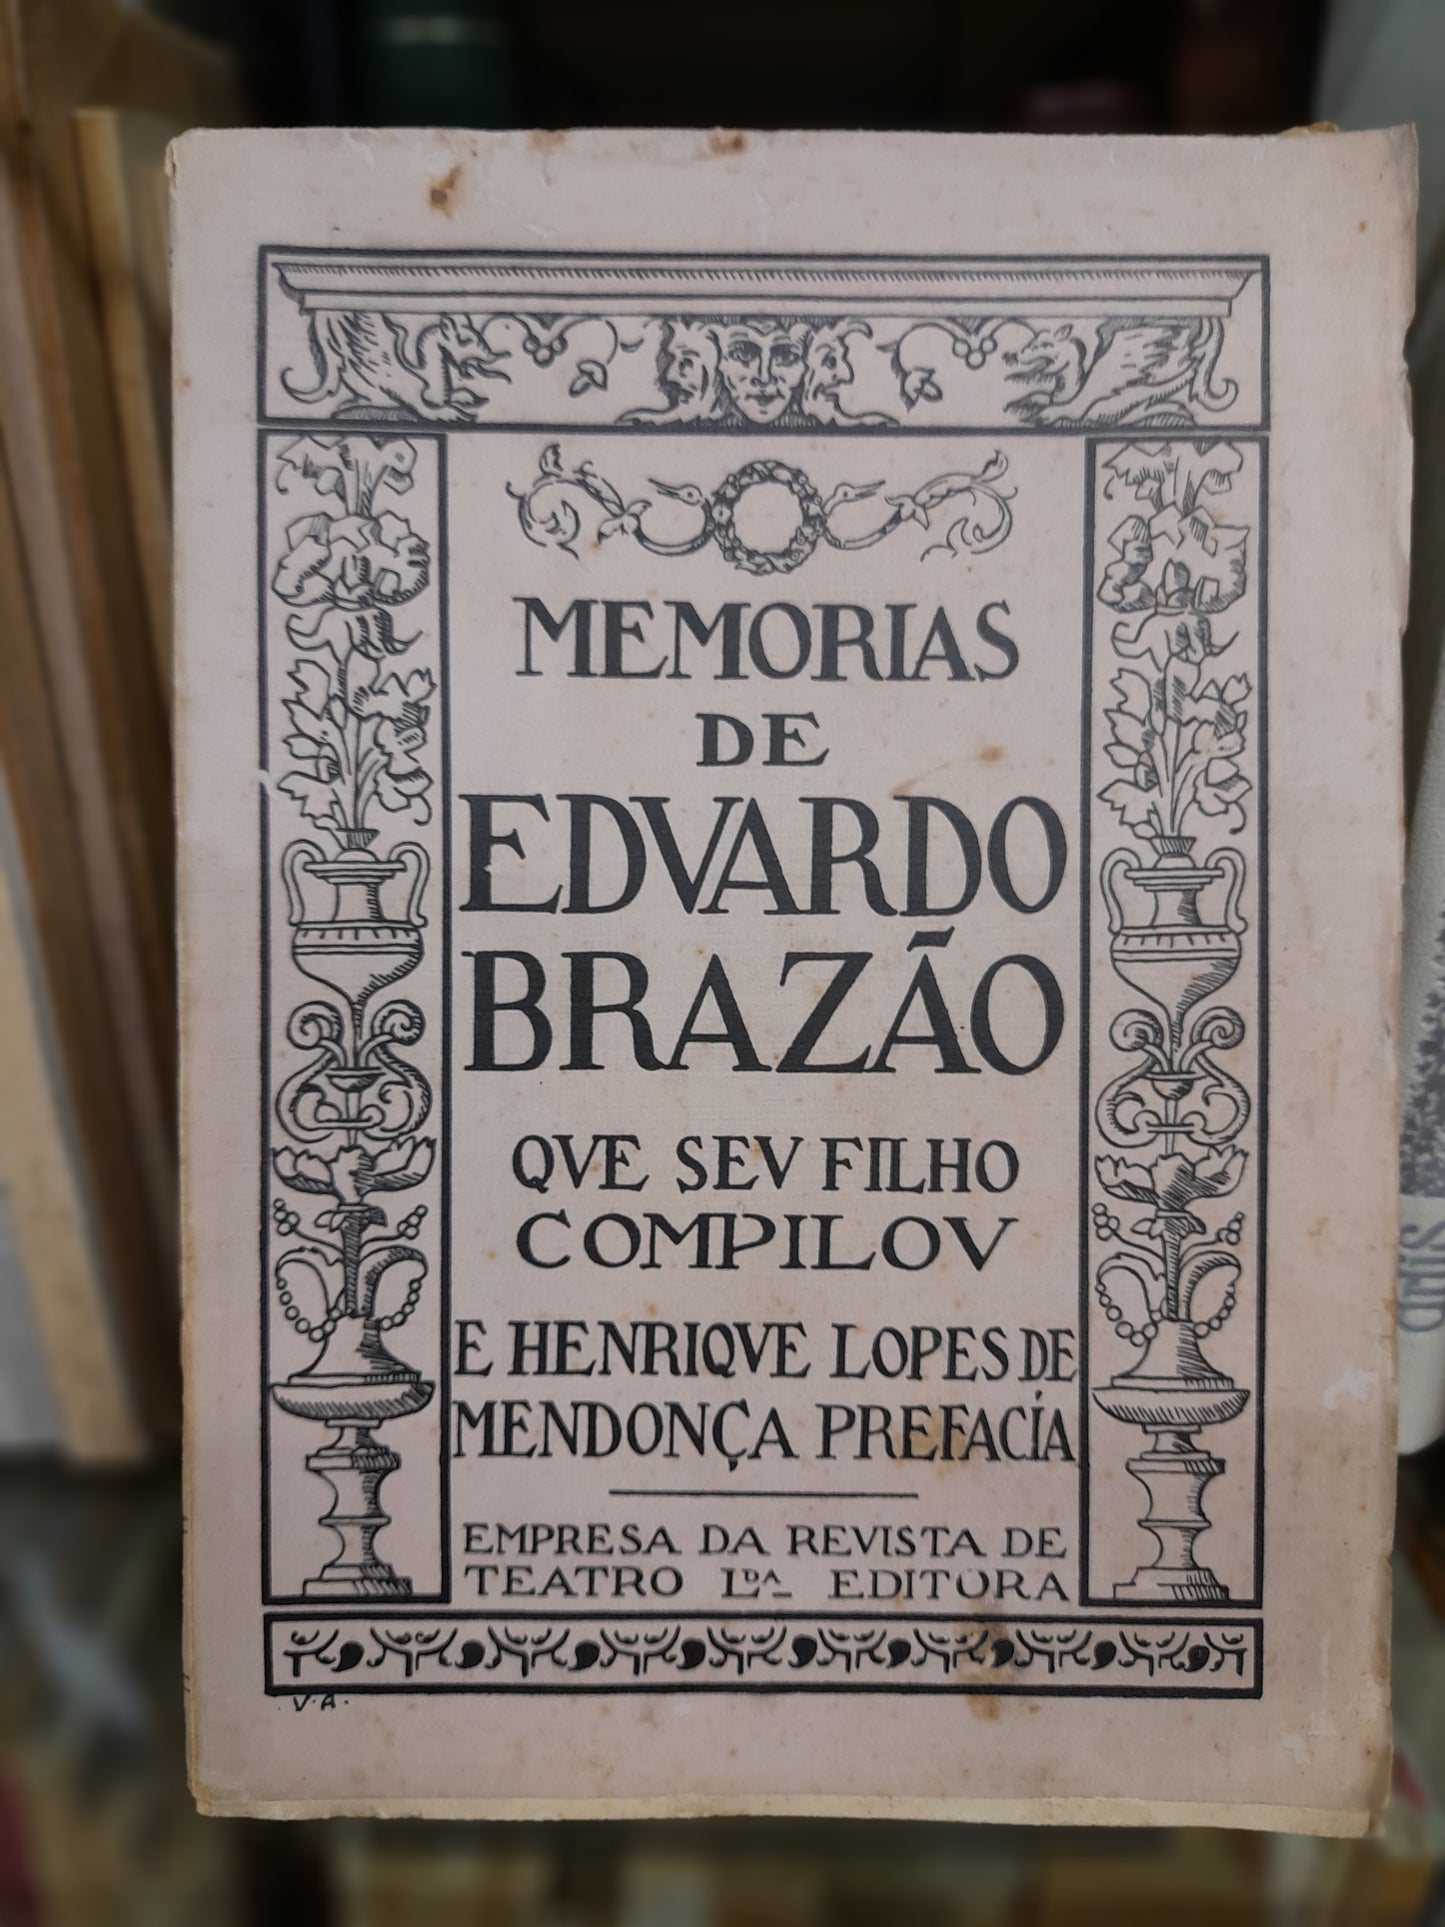 MEMORIAS
DE
EDVARDO
BRAZÃO
QVE SEV FILHO
COMPILOV
E HENRIQVE LOPES DE
MENDONÇA PREFACÍA
EMPRESA DA REVISTA DE
TEATRO LDA EDITORA
V. A.